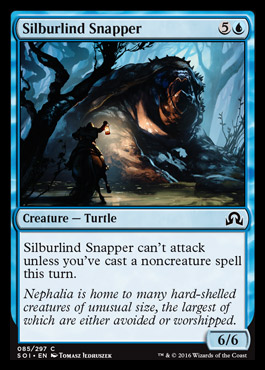 Silburlind Snapper 5
Creature — Turtle
Silburlind Snapper can't attack
unless you've cast a noncreature spell
this turn.
Nephalia is home to many hard-shelled
creatures of unusual size, the largest of
which are either avoided or worshipped.
6/6
085/297 C
SOI • EN Tomasz Jedruszek
™ & © 2016 Wizards of the Coast